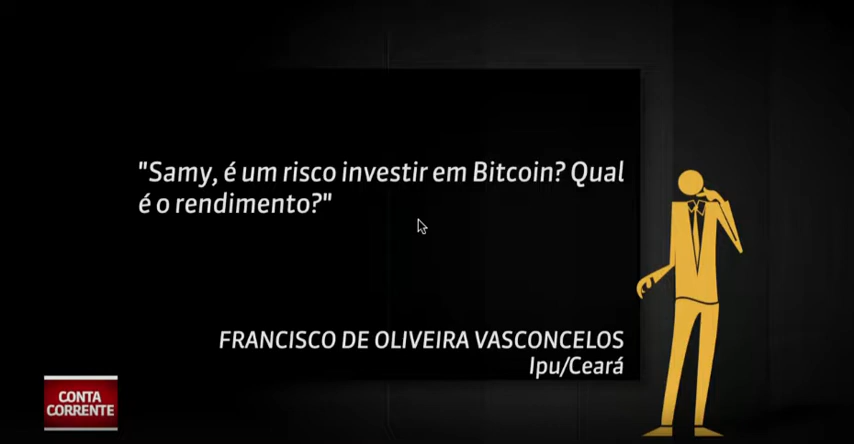 "Samy, é um risco investir em Bitcoin? Qual
é o rendimento?"
FRANCISCO DE OLIVEIRA VASCONCELOS
Ipu/Ceará
CONTA
CORRENTE